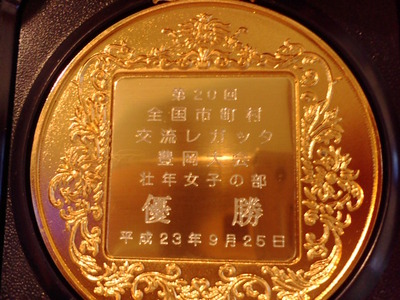 第20回
全国市町村
交流レガッタ
豊岡大会
壮年女子の部
優勝
平成23年9月25日